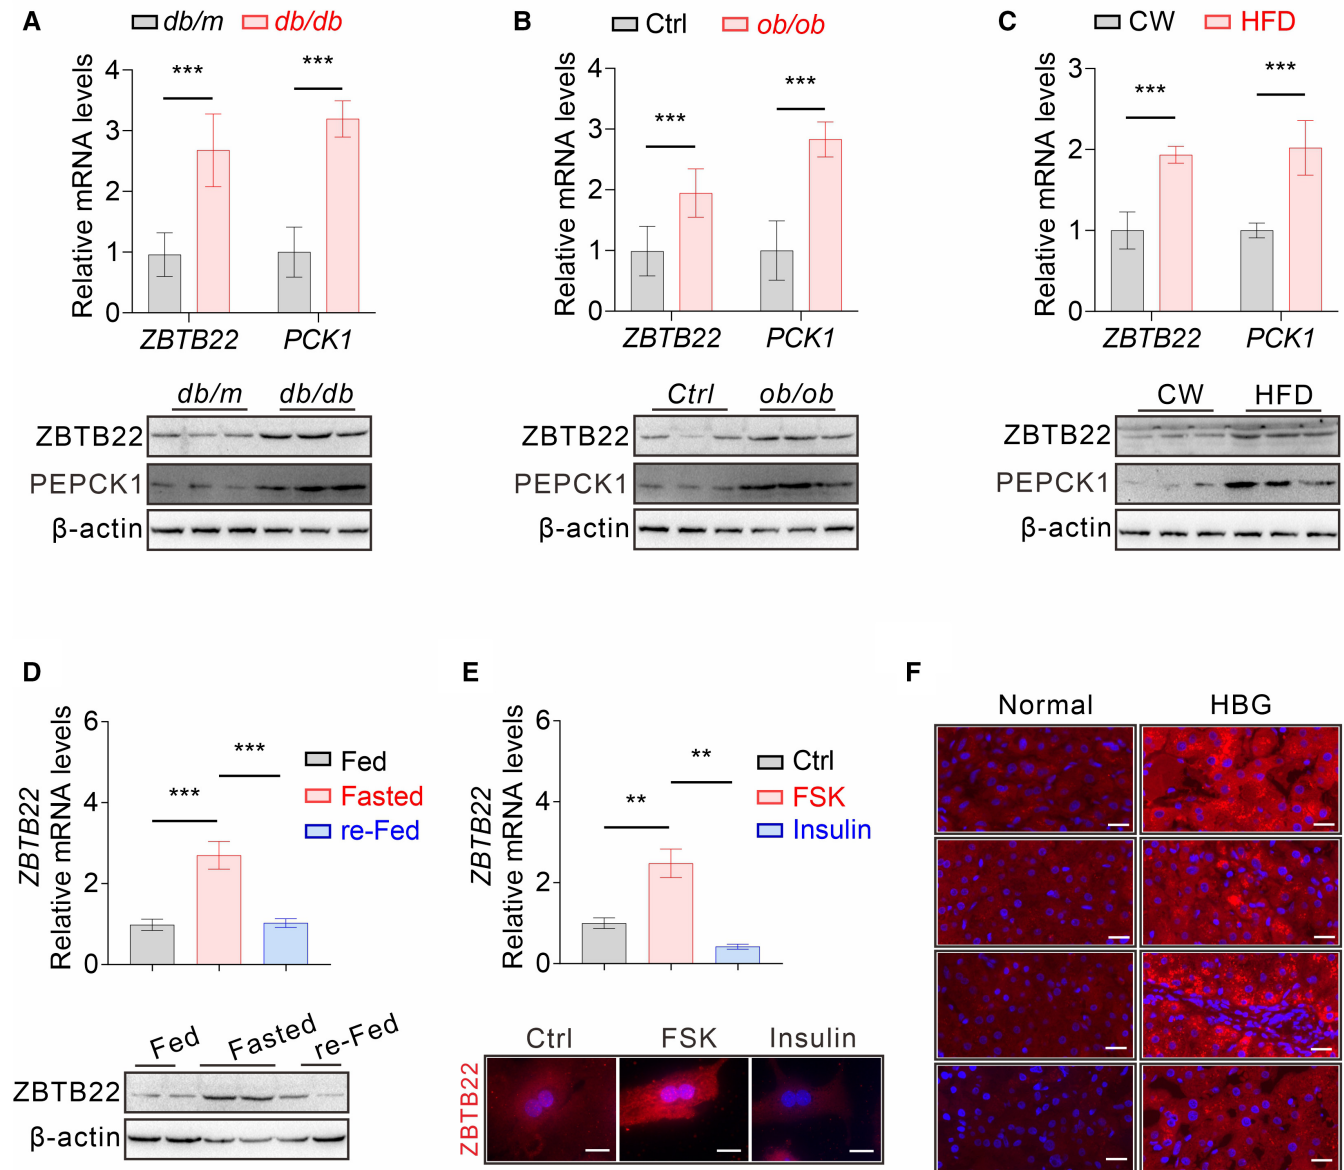 A
db/m db/db
Relative mRNA levels
4
3
2
1
0
***
***
ZBTB22 PCK1
db/m db/db
ZBTB22
PEPCK1
β-actin
B
Ctrl ob/ob
Relative mRNA levels
4
3
2
1
0
***
***
ZBTB22 PCK1
Ctrl ob/ob
ZBTB22
PEPCK1
β-actin
C
CW HFD
Relative mRNA levels
3
2
1
0
***
***
ZBTB22 PCK1
CW HFD
ZBTB22
PEPCK1
β-actin
D
ZBTB22
Relative mRNA levels
6
4
2
0
***
***
Fed
Fasted
re-Fed
Fed Fasted re-Fed
ZBTB22
β-actin
E
ZBTB22
Relative mRNA levels
6
4
2
0
**
**
Ctrl
FSK
Insulin
Ctrl FSK Insulin
ZBTB22
F
Normal HBG